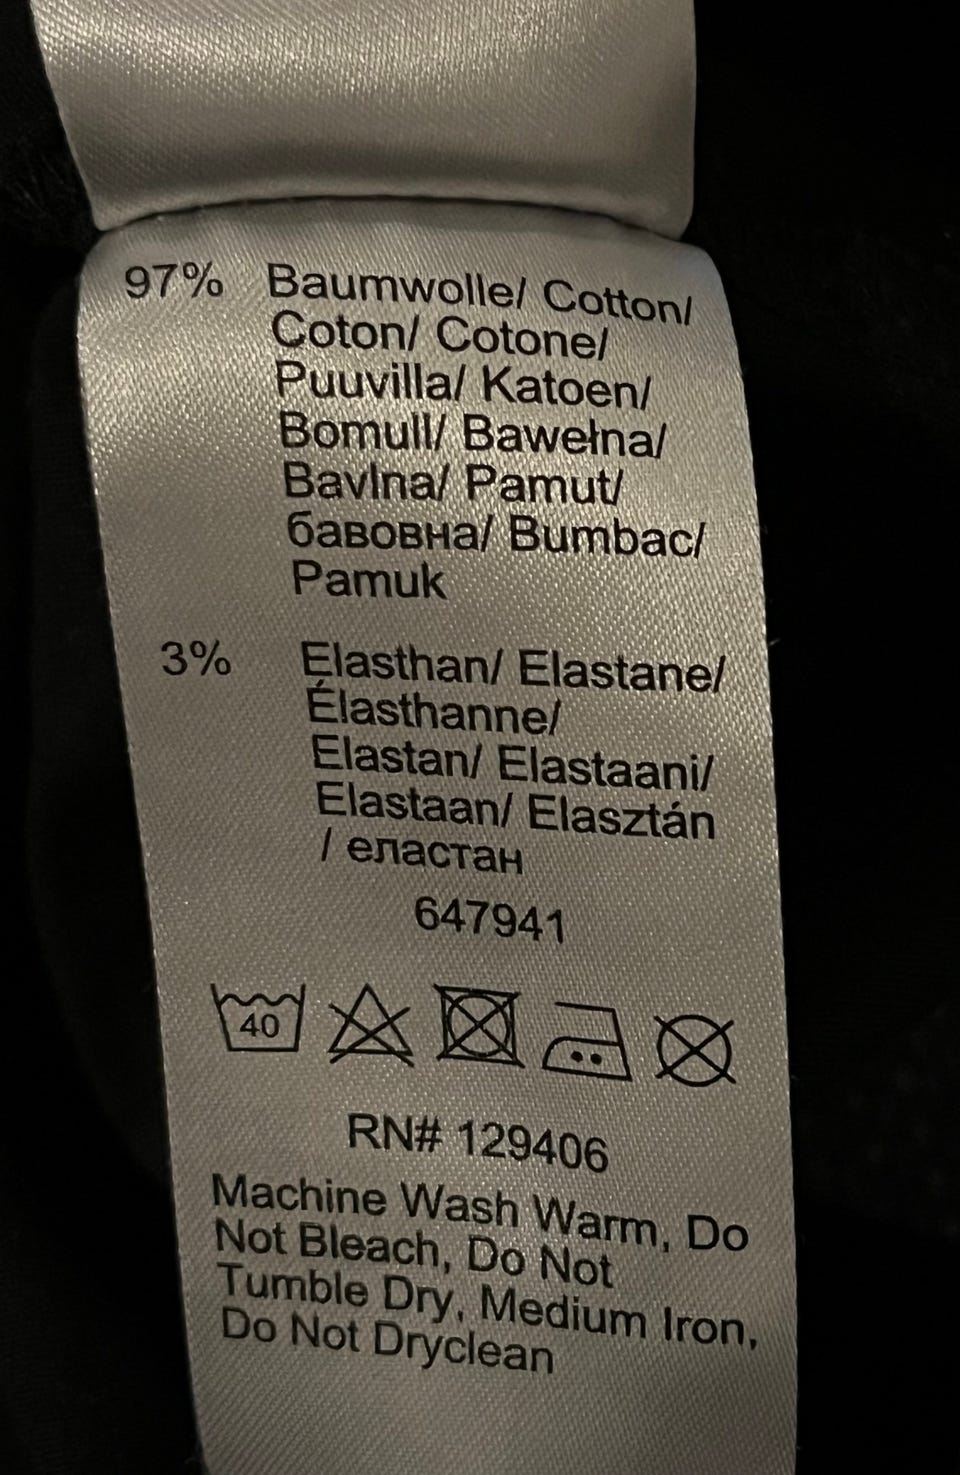 97% Baumwolle/ Cotton/
Coton/ Cotone/
Puuvilla/ Katoen/
Bomull/ Bawełna/
Bavlna/ Pamut/
бавовна/ Bumbac/
Pamuk
3% Elasthan/ Elastane/
Élasthanne/
Elastan/ Elastaani/
Elastaan/ Elasztán
/ еластан
647941
40
RN# 129406
Machine Wash Warm, Do
Not Bleach, Do Not
Tumble Dry, Medium Iron,
Do Not Dryclean